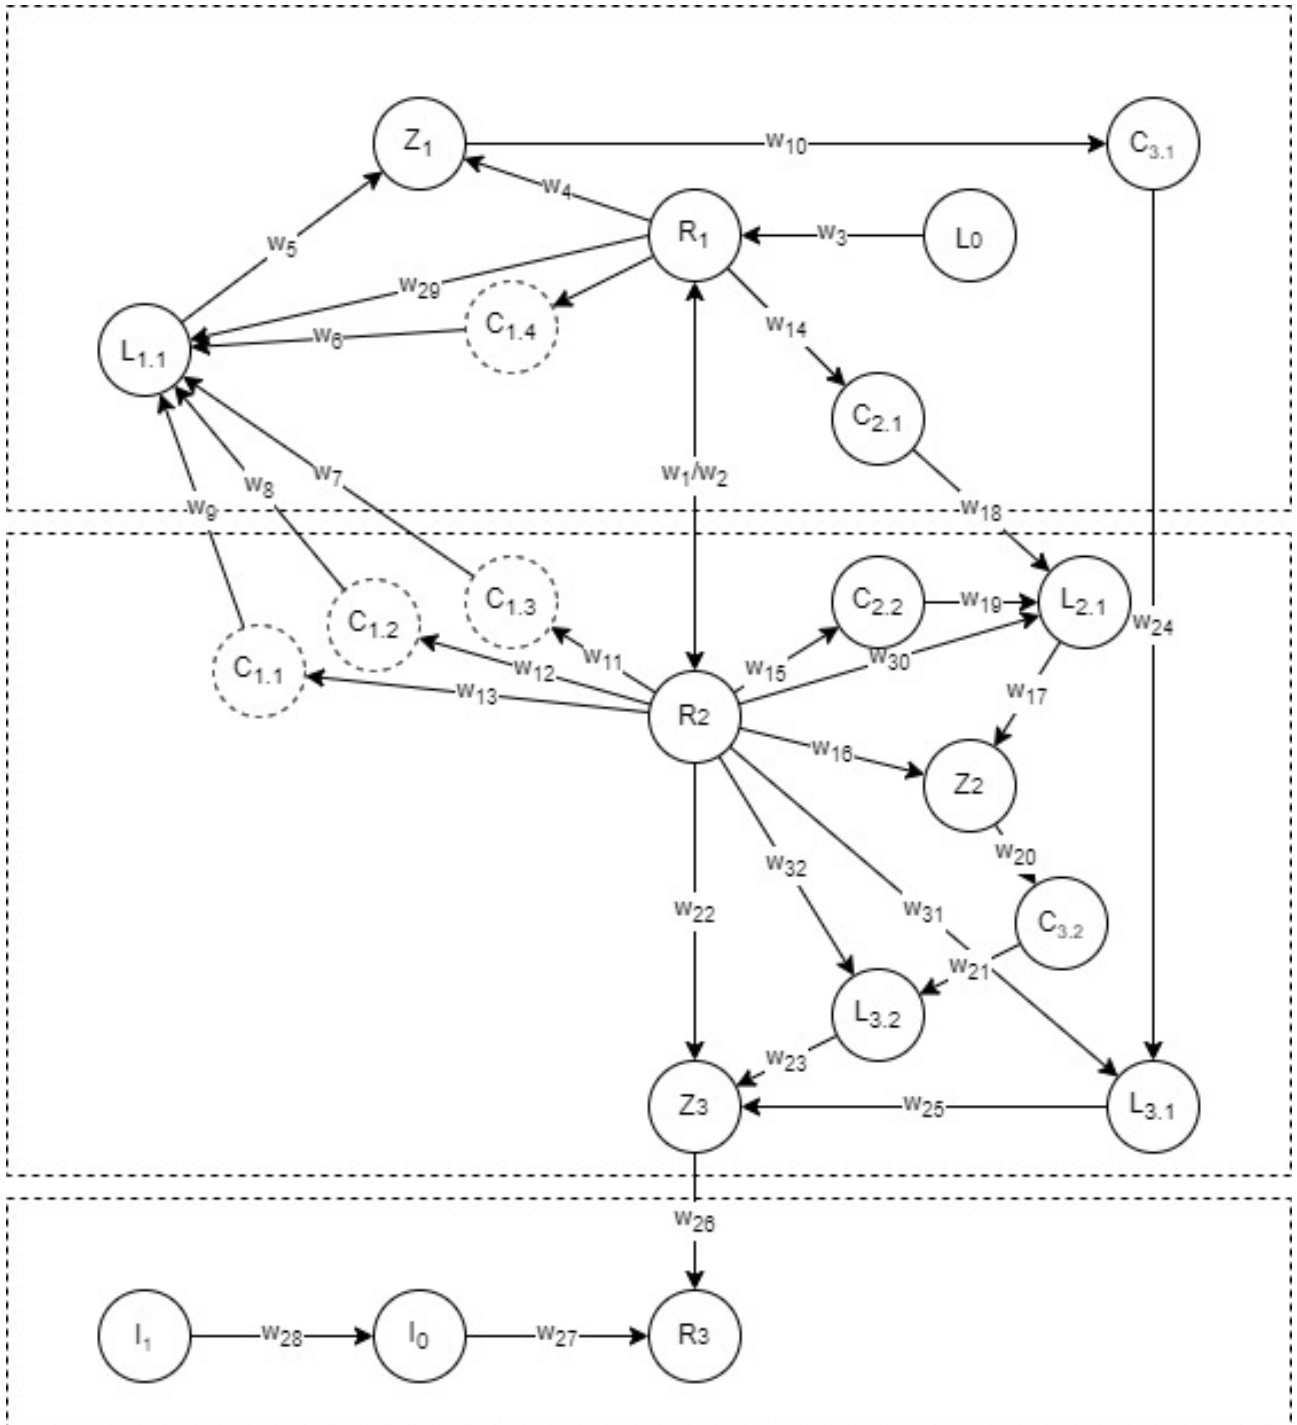 Z₁
w₁₀
C₃.₁
w₄
R₁
w₃
L₀
w₅
w₂₉
C₁.₄
w₆
w₁₄
L₁.₁
C₂.₁
w₇
w₁/w₂
w₈
w₉
w₁₈
C₁.₃
C₂.₂
w₁₉
L₂.₁
C₁.₂
w₂₄
C₁.₁
w₁₁
w₁₂
w₁₅
w₃₀
w₁₃
w₁₇
R₂
w₁₆
Z₂
w₃₂
w₂₀
w₂₂
w₃₁
C₃.₂
w₂₁
L₃.₂
w₂₃
Z₃
w₂₅
L₃.₁
w₂₆
I₁
w₂₈
I₀
w₂₇
R₃